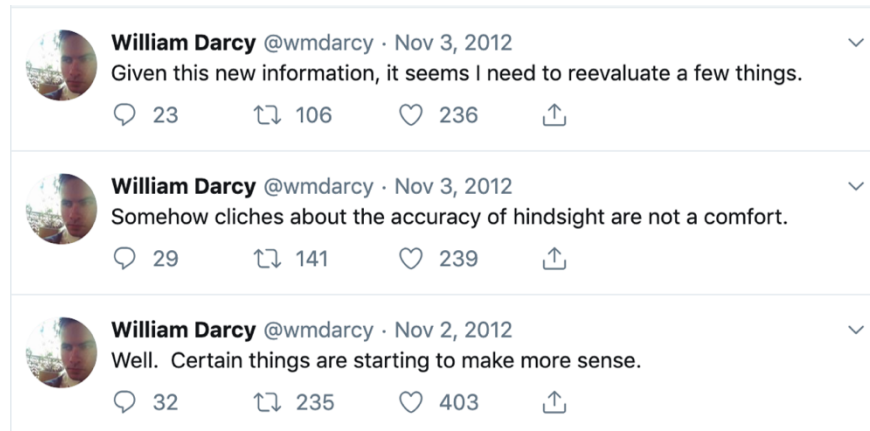 William Darcy @wmdarcy · Nov 3, 2012
Given this new information, it seems I need to reevaluate a few things.
23 106 236
William Darcy @wmdarcy · Nov 3, 2012
Somehow cliches about the accuracy of hindsight are not a comfort.
29 141 239
William Darcy @wmdarcy · Nov 2, 2012
Well.  Certain things are starting to make more sense.
32 235 403